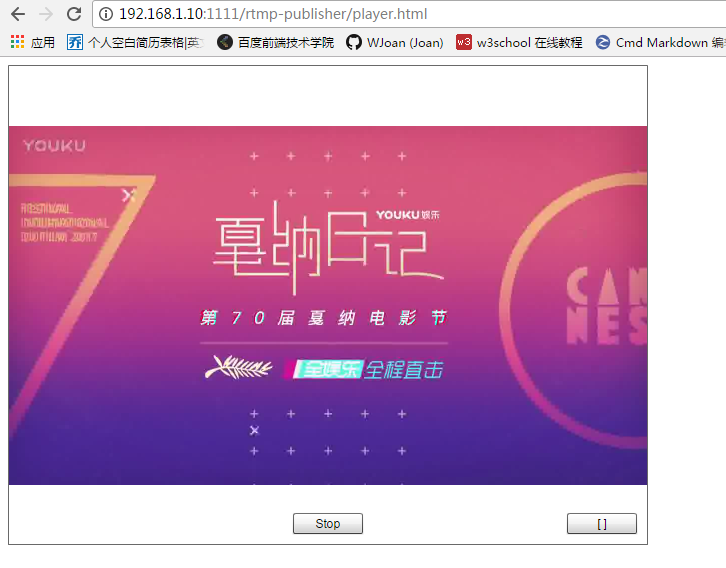 192.168.1.10:1111/rtmp-publisher/player.html
应用 个人空白简历表格|英文 百度前端技术学院 WJoan (Joan) w3school 在线教程 Cmd Markdown 编
YOUKU
YOUKU 娱乐
戛纳日记
第70届戛纳电影节
全娱乐 全程直击
CAN
NES
Stop
[ ]